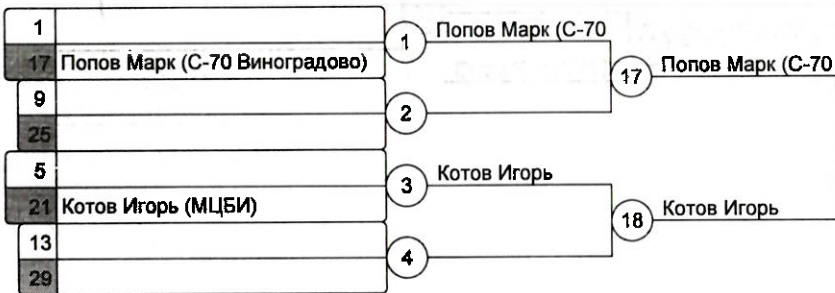 1
1 Попов Марк (С-70
17 Попов Марк (С-70 Виноградово)
17 Попов Марк (С-70
9
2
25
5
3 Котов Игорь
21 Котов Игорь (МЦБИ)
18 Котов Игорь
13
4
29